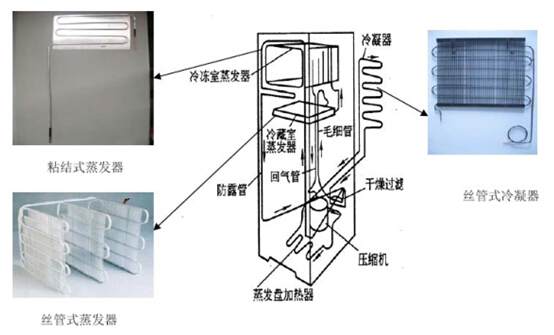 冷凝器
冷冻室蒸发器
冷藏室
蒸发器
毛细管
粘结式蒸发器
防露管
回气管
干燥过滤
丝管式冷凝器
压缩机
蒸发盘加热器
丝管式蒸发器